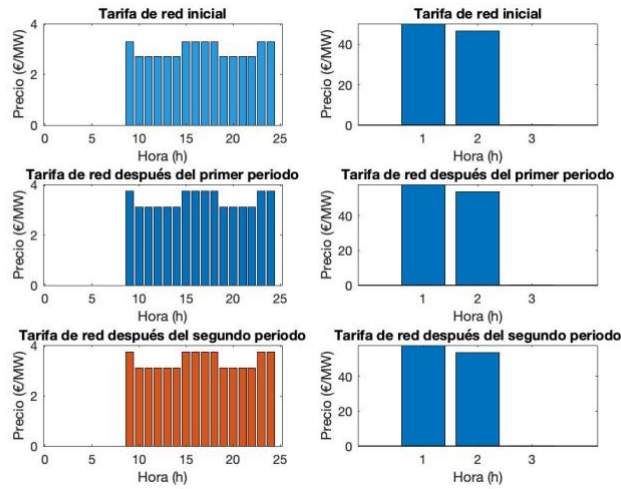 Tarifa de red inicial
Precio (€/MW)
4
2
0
0 5 10 15 20 25
Hora (h)
Tarifa de red inicial
Precio (€/MW)
40
20
0
1 2 3
Hora (h)
Tarifa de red después del primer periodo
Precio (€/MW)
4
2
0
0 5 10 15 20 25
Hora (h)
Tarifa de red después del primer periodo
Precio (€/MW)
40
20
0
1 2 3
Hora (h)
Tarifa de red después del segundo periodo
Precio (€/MW)
4
2
0
0 5 10 15 20 25
Hora (h)
Tarifa de red después del segundo periodo
Precio (€/MW)
40
20
0
1 2 3
Hora (h)